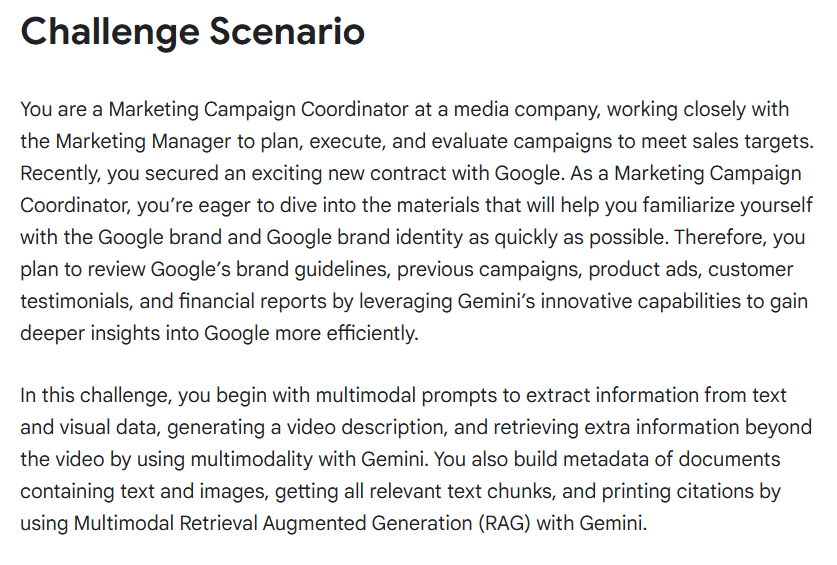 Challenge Scenario
You are a Marketing Campaign Coordinator at a media company, working closely with
the Marketing Manager to plan, execute, and evaluate campaigns to meet sales targets.
Recently, you secured an exciting new contract with Google. As a Marketing Campaign
Coordinator, you’re eager to dive into the materials that will help you familiarize yourself
with the Google brand and Google brand identity as quickly as possible. Therefore, you
plan to review Google’s brand guidelines, previous campaigns, product ads, customer
testimonials, and financial reports by leveraging Gemini’s innovative capabilities to gain
deeper insights into Google more efficiently.
In this challenge, you begin with multimodal prompts to extract information from text
and visual data, generating a video description, and retrieving extra information beyond
the video by using multimodality with Gemini. You also build metadata of documents
containing text and images, getting all relevant text chunks, and printing citations by
using Multimodal Retrieval Augmented Generation (RAG) with Gemini.